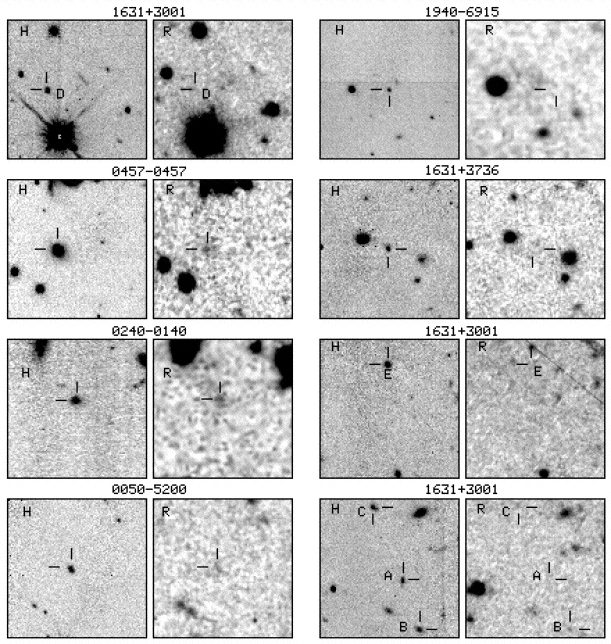 1631+3001
1940-6915
H
R
D
D
H
R
0457-0457
1631+3736
H
R
H
R
0240-0140
1631+3001
H
R
H
E
R
E
0050-5200
1631+3001
H
R
H
C
A
B
R
C
A
B